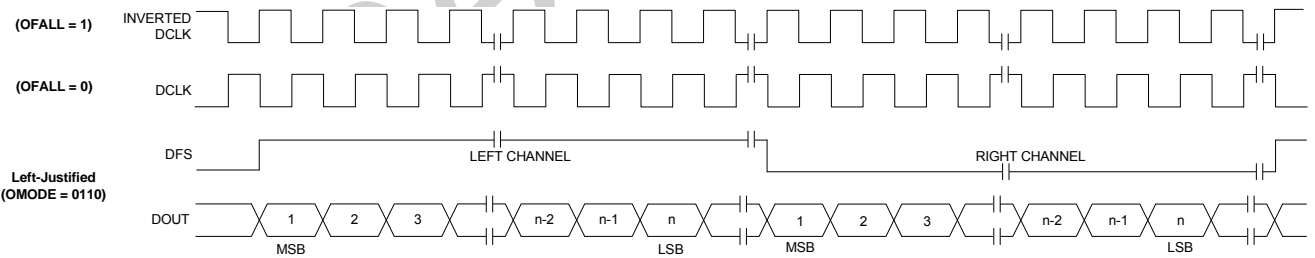 (OFALL = 1) INVERTED DCLK
(OFALL = 0) DCLK
DFS LEFT CHANNEL RIGHT CHANNEL
Left-Justified (OMODE = 0110)
DOUT 1 2 3 n-2 n-1 n 1 2 3 n-2 n-1 n
MSB LSB MSB LSB